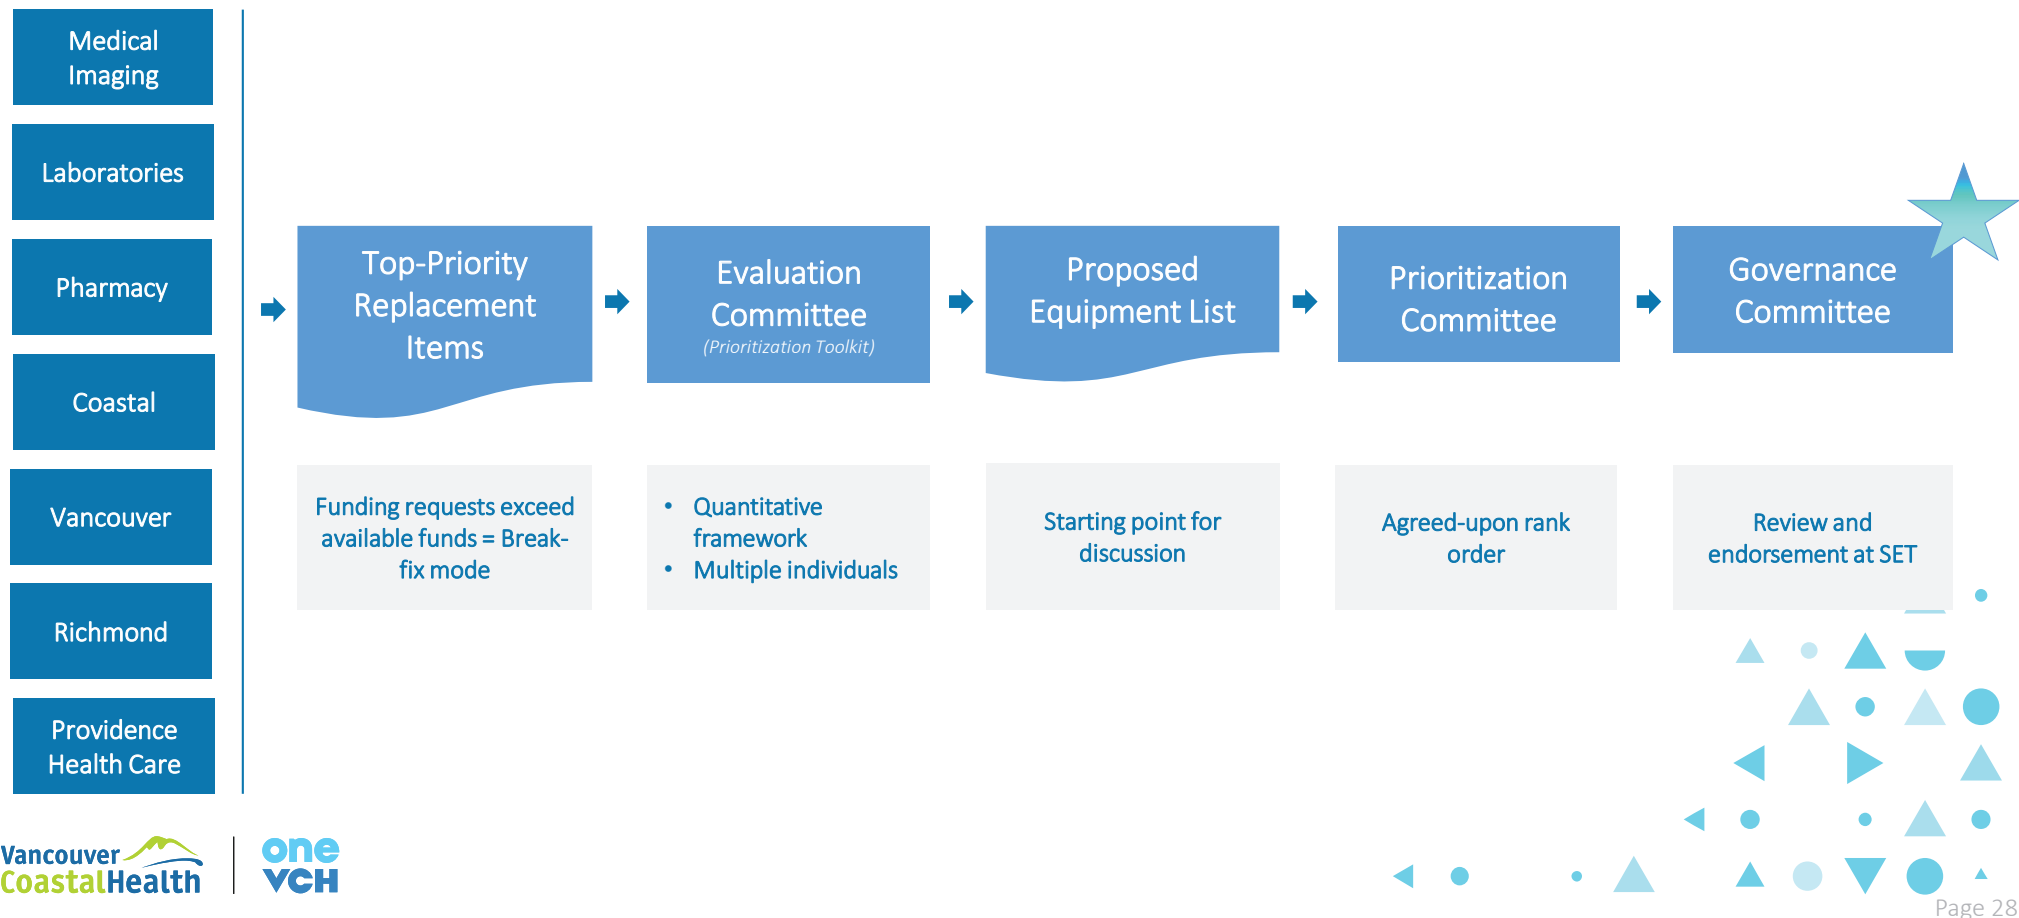 Medical
Imaging
Laboratories
Pharmacy
Coastal
Vancouver
Richmond
Providence
Health Care
Top-Priority
Replacement
Items
Evaluation
Committee
(Prioritization Toolkit)
Proposed
Equipment List
Prioritization
Committee
Governance
Committee
Funding requests exceed
available funds = Break-
fix mode
• Quantitative
framework
• Multiple individuals
Starting point for
discussion
Agreed-upon rank
order
Review and
endorsement at SET
Vancouver
CoastalHealth
one
VCH
Page 28